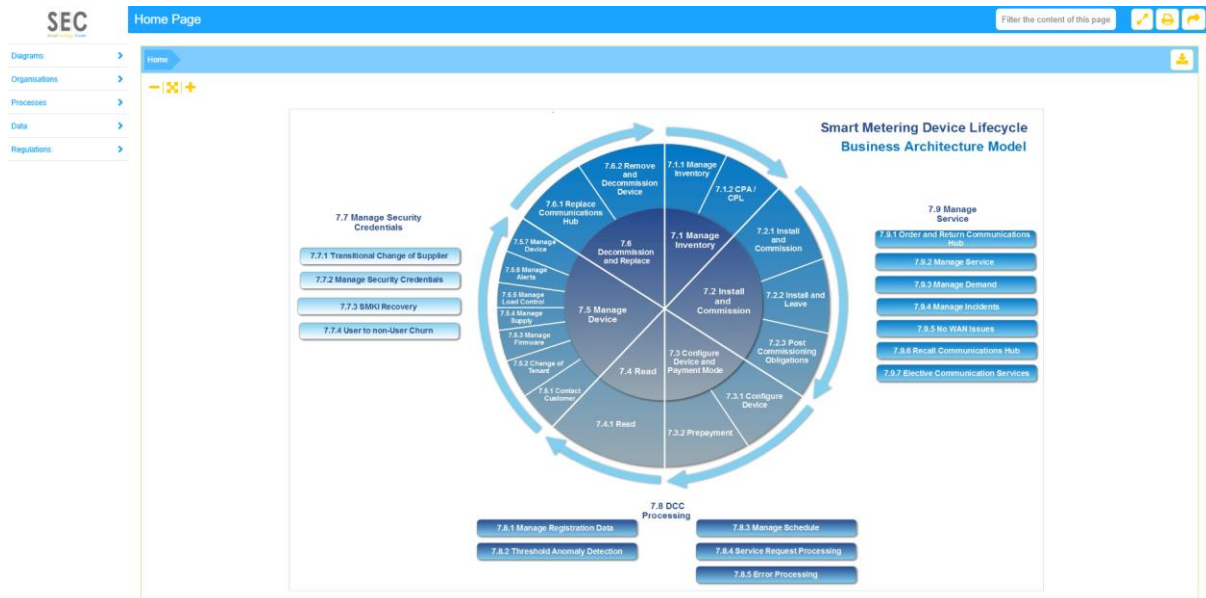 SEC
Home Page
Filter the content of this page
Diagrams
Organisations
Processes
Data
Regulations
Home
Smart Metering Device Lifecycle
Business Architecture Model
7.6.2 Remove
and
Decommission
Device
7.1.1 Manage
Inventory
7.1.2 CPA /
CPL
7.6.1 Replace
Communications
Hub
7.2.1 Install
and
Commission
7.5.7 Manage
Device
7.6
Decommission
and Replace
7.1 Manage
Inventory
7.5.6 Manage
Alerts
7.5.5 Manage
Load Control
7.5.4 Manage
Supply
7.5 Manage
Device
7.2 Install
and
Commission
7.2.2 Install and
Leave
7.5.3 Manage
Firmware
7.5.2 Change of
Tenant
7.5.1 Contact
Customer
7.4 Read
7.3 Configure
Device and
Payment Mode
7.2.3 Post
Commissioning
Obligations
7.3.1 Configure
Device
7.4.1 Read
7.3.2 Prepayment
7.7 Manage Security
Credentials
7.7.1 Transitional Change of Supplier
7.7.2 Manage Security Credentials
7.7.3 SMKI Recovery
7.7.4 User to non-User Churn
7.9 Manage
Service
7.9.1 Order and Return Communications
Hub
7.9.2 Manage Service
7.9.3 Manage Demand
7.9.4 Manage Incidents
7.9.5 No WAN Issues
7.9.6 Recall Communications Hub
7.9.7 Elective Communication Services
7.8 DCC
Processing
7.8.1 Manage Registration Data
7.8.2 Threshold Anomaly Detection
7.8.3 Manage Schedule
7.8.4 Service Request Processing
7.8.5 Error Processing